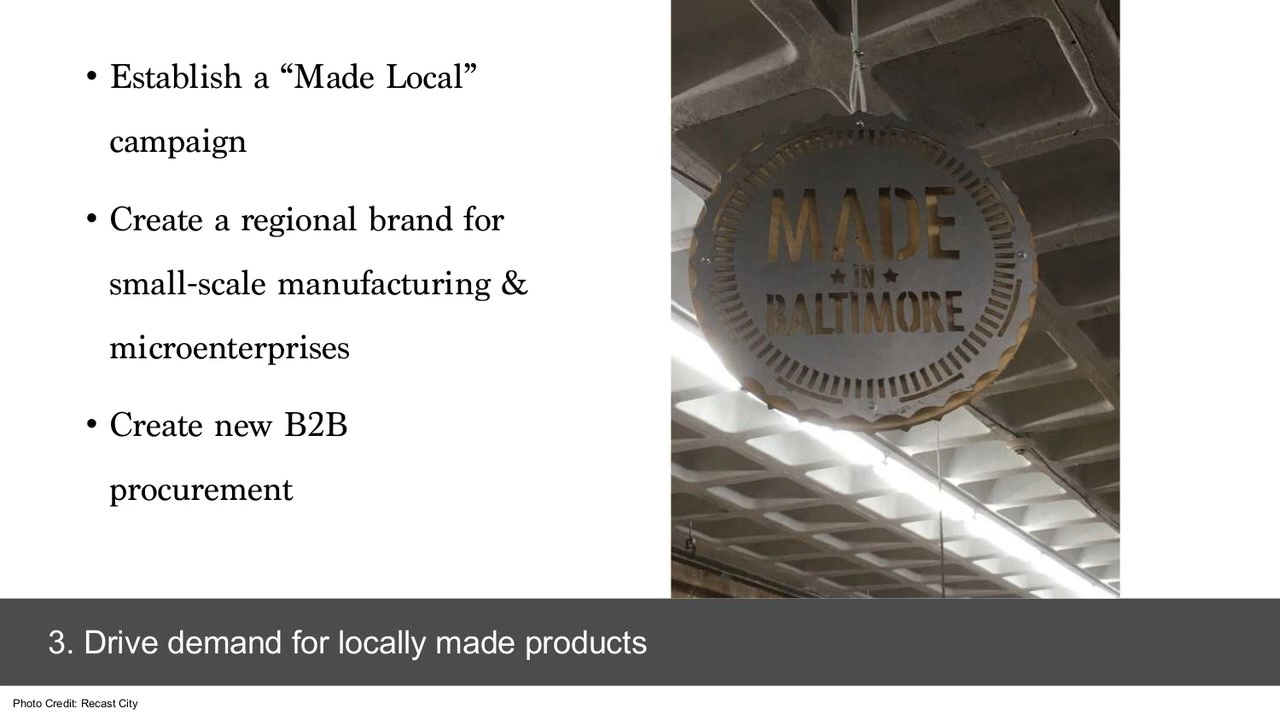 • Establish a “Made Local”
campaign
• Create a regional brand for
small-scale manufacturing &
microenterprises
• Create new B2B
procurement
MADE
IN
BALTIMORE
3. Drive demand for locally made products
Photo Credit: Recast City